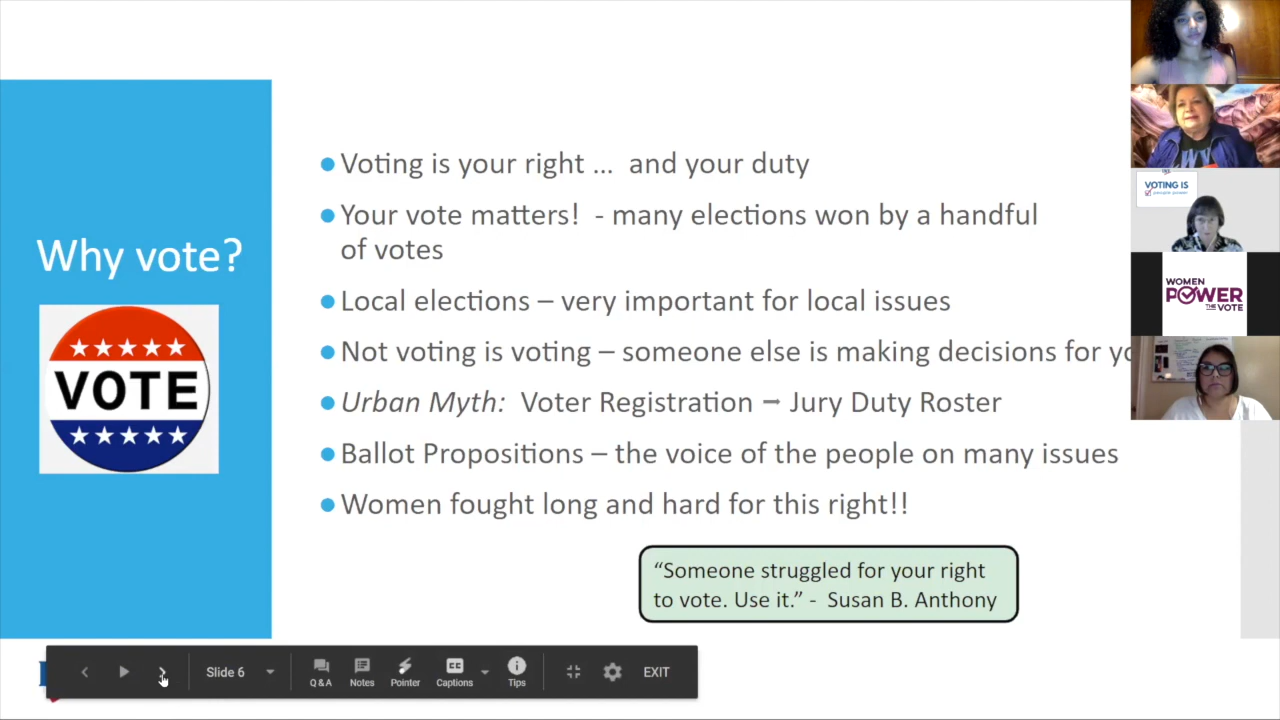 Why vote?
★★★★★
VOTE
★★★★★
● Voting is your right ... and your duty
● Your vote matters! - many elections won by a handful
of votes
● Local elections – very important for local issues
● Not voting is voting – someone else is making decisions for yo
● Urban Myth: Voter Registration – Jury Duty Roster
● Ballot Propositions – the voice of the people on many issues
● Women fought long and hard for this right!!
“Someone struggled for your right
to vote. Use it.” - Susan B. Anthony
VOTING IS
people power
WOMEN
POWER
THE VOTE
Slide 6
Q & A
Notes
Pointer
CC
Captions
Tips
EXIT